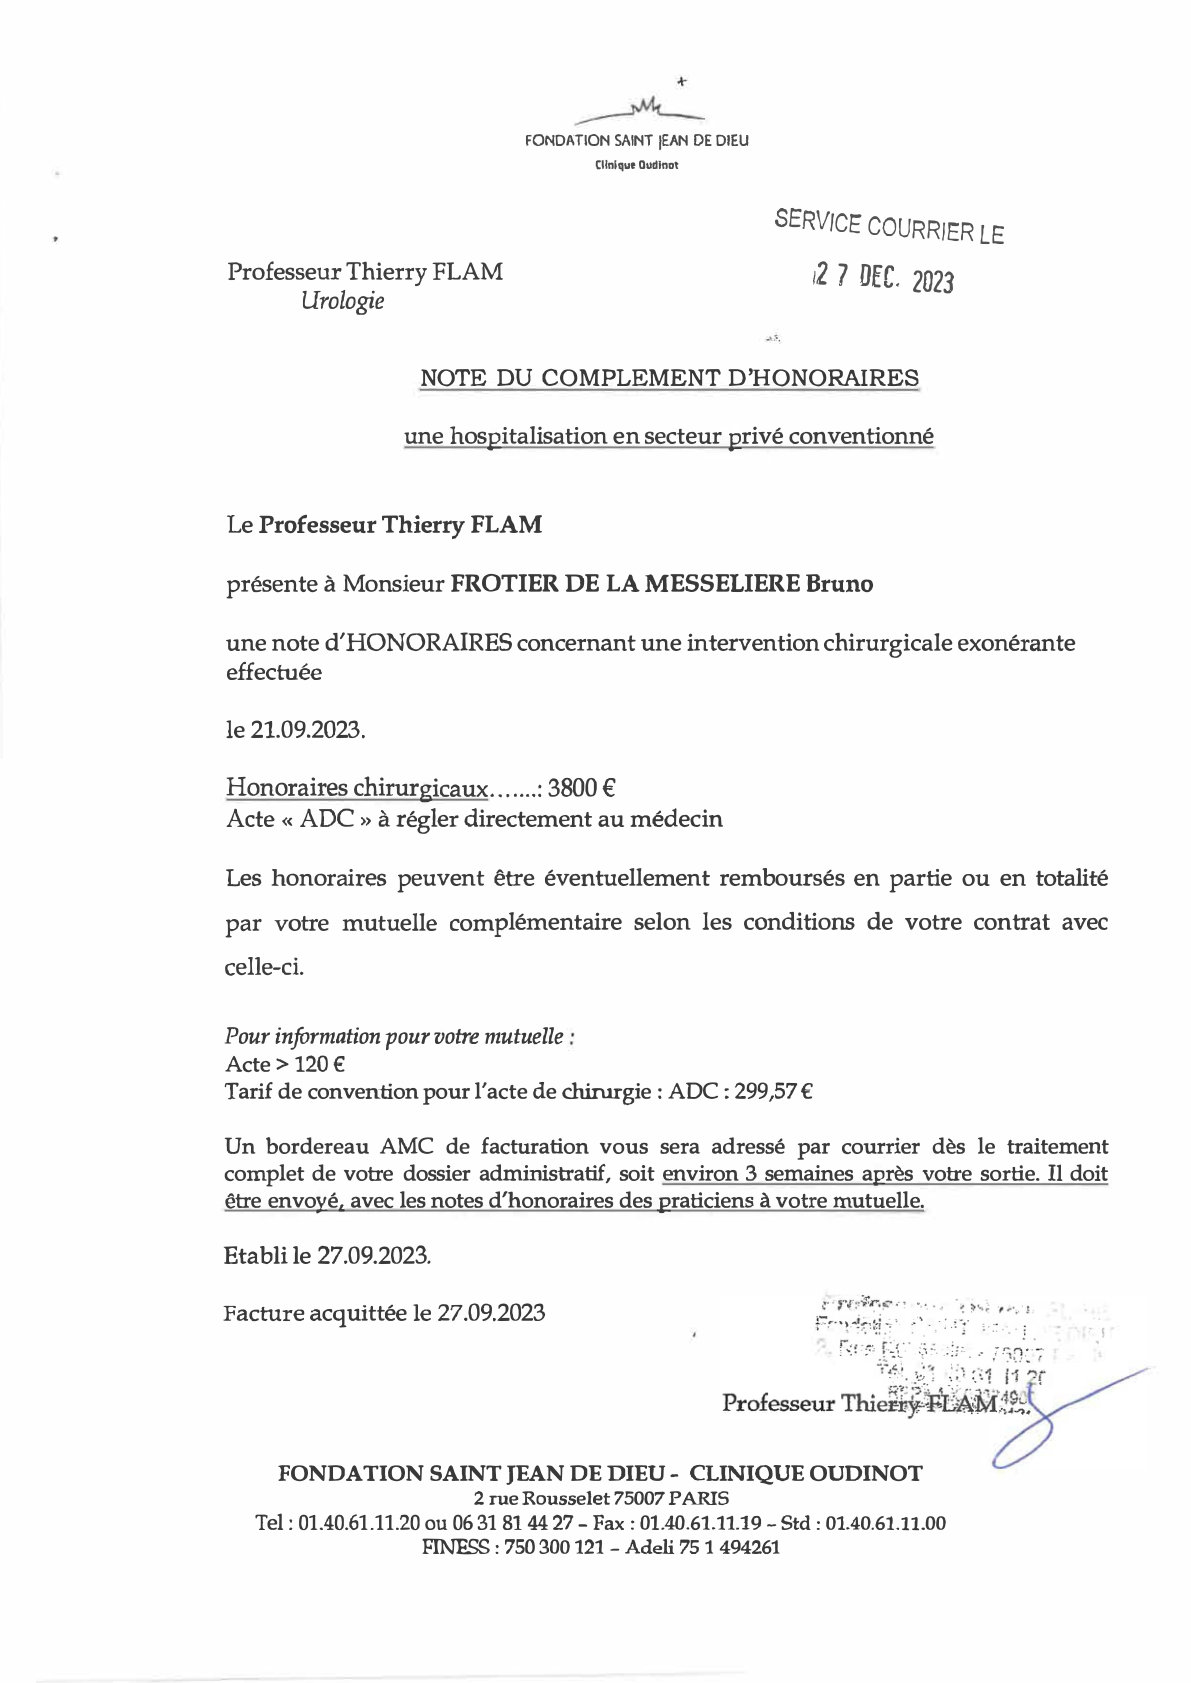 FONDATION SAINT JEAN DE DIEU
Clinique Oudinot
SERVICE COURRIER LE
27 DEC. 2023
Professeur Thierry FLAM
Urologie
NOTE DU COMPLEMENT D'HONORAIRES
une hospitalisation en secteur privé conventionné
Le Professeur Thierry FLAM
présente à Monsieur FROTIER DE LA MESSELIERE Bruno
une note d'HONORAIRES concernant une intervention chirurgicale exonérante
effectuée
le 21.09.2023.
Honoraires chirurgicaux.......: 3800 €
Acte « ADC » à régler directement au médecin
Les honoraires peuvent être éventuellement remboursés en partie ou en totalité
par votre mutuelle complémentaire selon les conditions de votre contrat avec
celle-ci.
Pour information pour votre mutuelle :
Acte > 120 €
Tarif de convention pour l'acte de chirurgie : ADC : 299,57 €
Un bordereau AMC de facturation vous sera adressé par courrier dès le traitement
complet de votre dossier administratif, soit environ 3 semaines après votre sortie. Il doit
être envoyé, avec les notes d'honoraires des praticiens à votre mutuelle.
Etabli le 27.09.2023.
Facture acquittée le 27.09.2023
Professeur Thierry FLAM
FONDATION SAINT JEAN DE DIEU - CLINIQUE OUDINOT
2 rue Rousselet 75007 PARIS
Tel : 01.40.61.11.20 ou 06 31 81 44 27 – Fax : 01.40.61.11.19 – Std : 01.40.61.11.00
FINESS : 750 300 121 – Adeli 75 1 494261